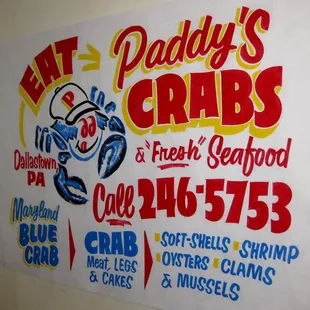 EAT
Paddy's
CRABS
& "Fresh" Seafood
Dallastown
PA
Call 246-5753
Maryland
BLUE
CRAB
CRAB
Meat, LEGS
& CAKES
SOFT-SHELLS SHRIMP
OYSTERS CLAMS
& MUSSELS
P